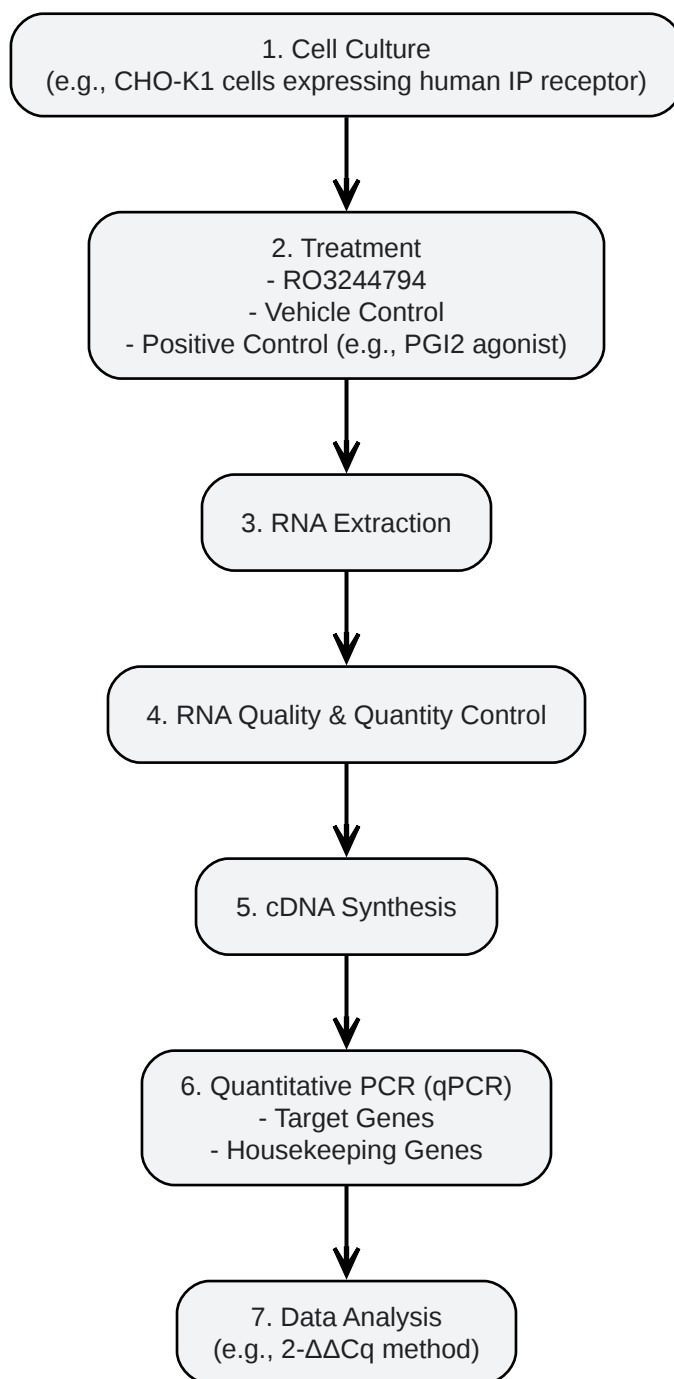 1. Cell Culture
(e.g., CHO-K1 cells expressing human IP receptor)
2. Treatment
- RO3244794
- Vehicle Control
- Positive Control (e.g., PGI2 agonist)
3. RNA Extraction
4. RNA Quality & Quantity Control
5. cDNA Synthesis
6. Quantitative PCR (qPCR)
- Target Genes
- Housekeeping Genes
7. Data Analysis
(e.g., 2-ΔΔCq method)